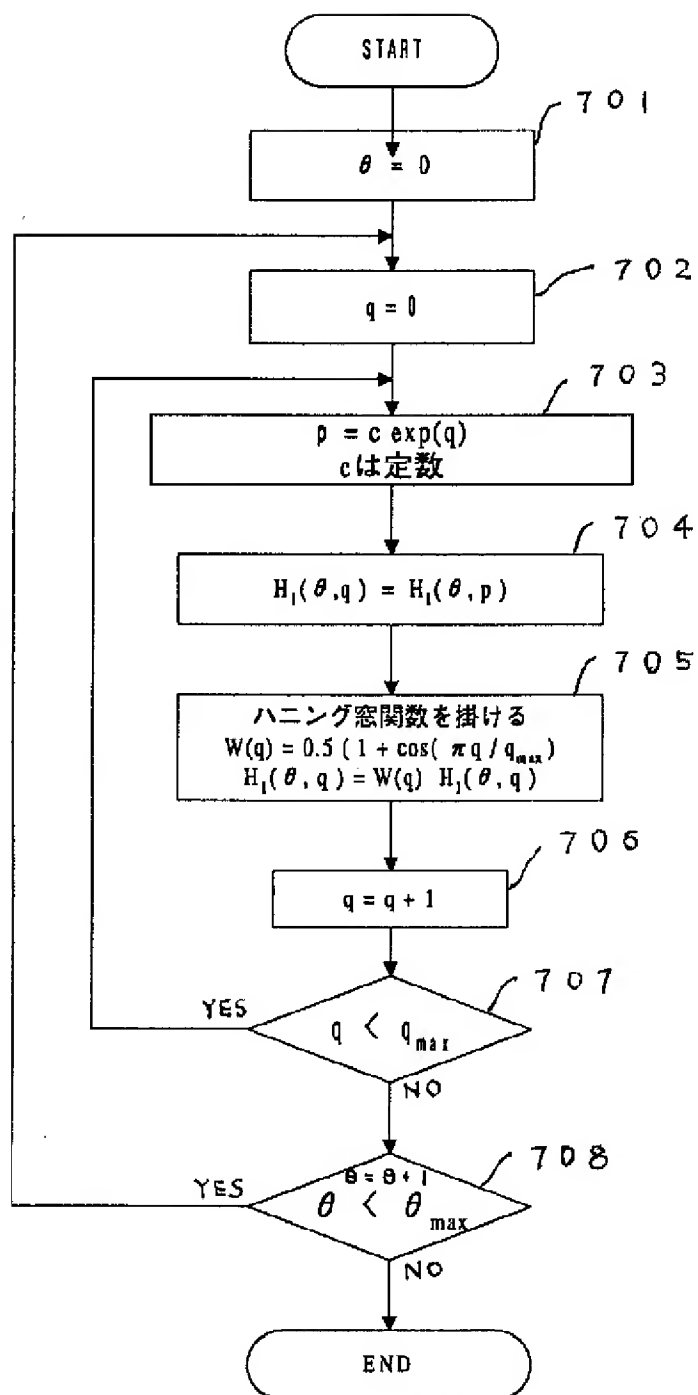 START
701
θ = 0
702
q = 0
703
p = c exp(q)
cは定数
704
H₁(θ,q) = H₁(θ,p)
705
ハニング窓関数を掛ける
W(q) = 0.5 (1 + cos( πq / qmax)
H₁(θ,q) = W(q) H₁(θ,q)
706
q = q + 1
707
YES
q < qmax
NO
708
θ = θ + 1
YES
θ < θmax
NO
END